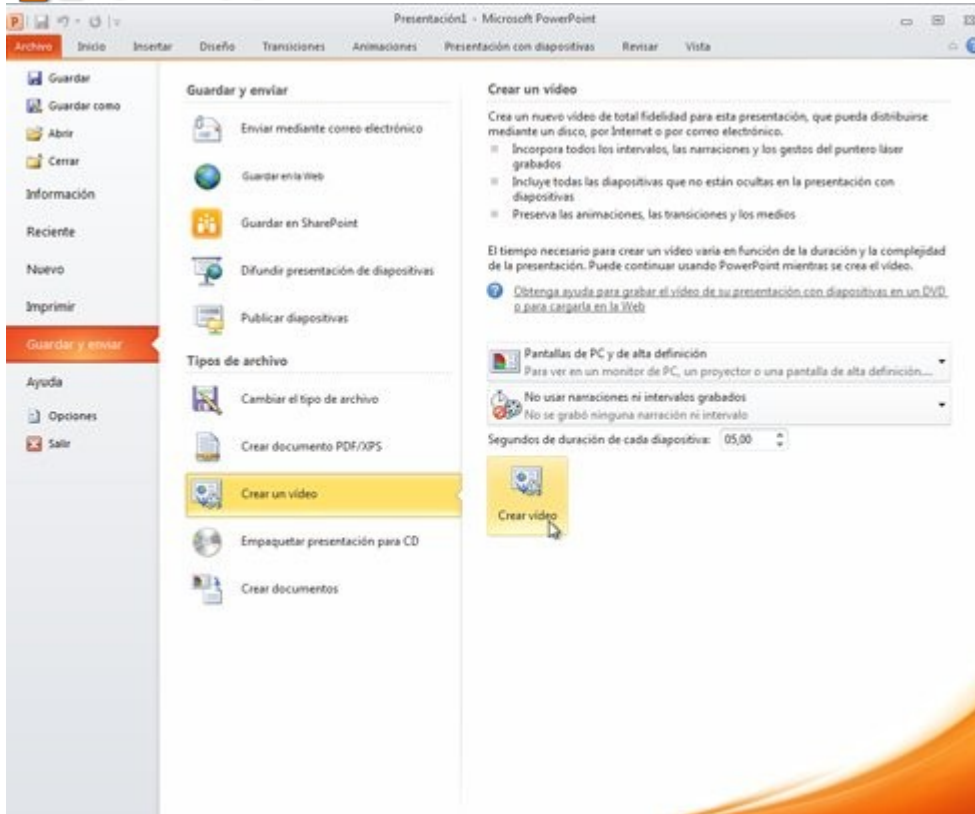 Presentación1 - Microsoft PowerPoint
Archivo Inicio Insertar Diseño Transiciones Animaciones Presentación con diapositivas Revisar Vista
Guardar
Guardar como
Abrir
Cerrar
Información
Reciente
Nuevo
Imprimir
Guardar y enviar
Ayuda
Opciones
Salir
Guardar y enviar
Enviar mediante correo electrónico
Guardar en la Web
Guardar en SharePoint
Difundir presentación de diapositivas
Publicar diapositivas
Tipos de archivo
Cambiar el tipo de archivo
Crear documento PDF/XPS
Crear un vídeo
Empaquetar presentación para CD
Crear documentos
Crear un vídeo
Crea un nuevo vídeo de total fidelidad para esta presentación, que pueda distribuirse
mediante un disco, por Internet o por correo electrónico.
Incorpora todos los intervalos, las narraciones y los gestos del puntero láser
grabados
Incluye todas las diapositivas que no están ocultas en la presentación con
diapositivas
Preserva las animaciones, las transiciones y los medios
El tiempo necesario para crear un vídeo varía en función de la duración y la complejidad
de la presentación. Puede continuar usando PowerPoint mientras se crea el vídeo.
Obtenga ayuda para grabar el vídeo de su presentación con diapositivas en un DVD
o para cargarla en la Web
Pantallas de PC y de alta definición
Para ver en un monitor de PC, un proyector o una pantalla de alta definición....
No usar narraciones ni intervalos grabados
No se grabó ninguna narración ni intervalo
Segundos de duración de cada diapositiva: 05,00
Crear vídeo